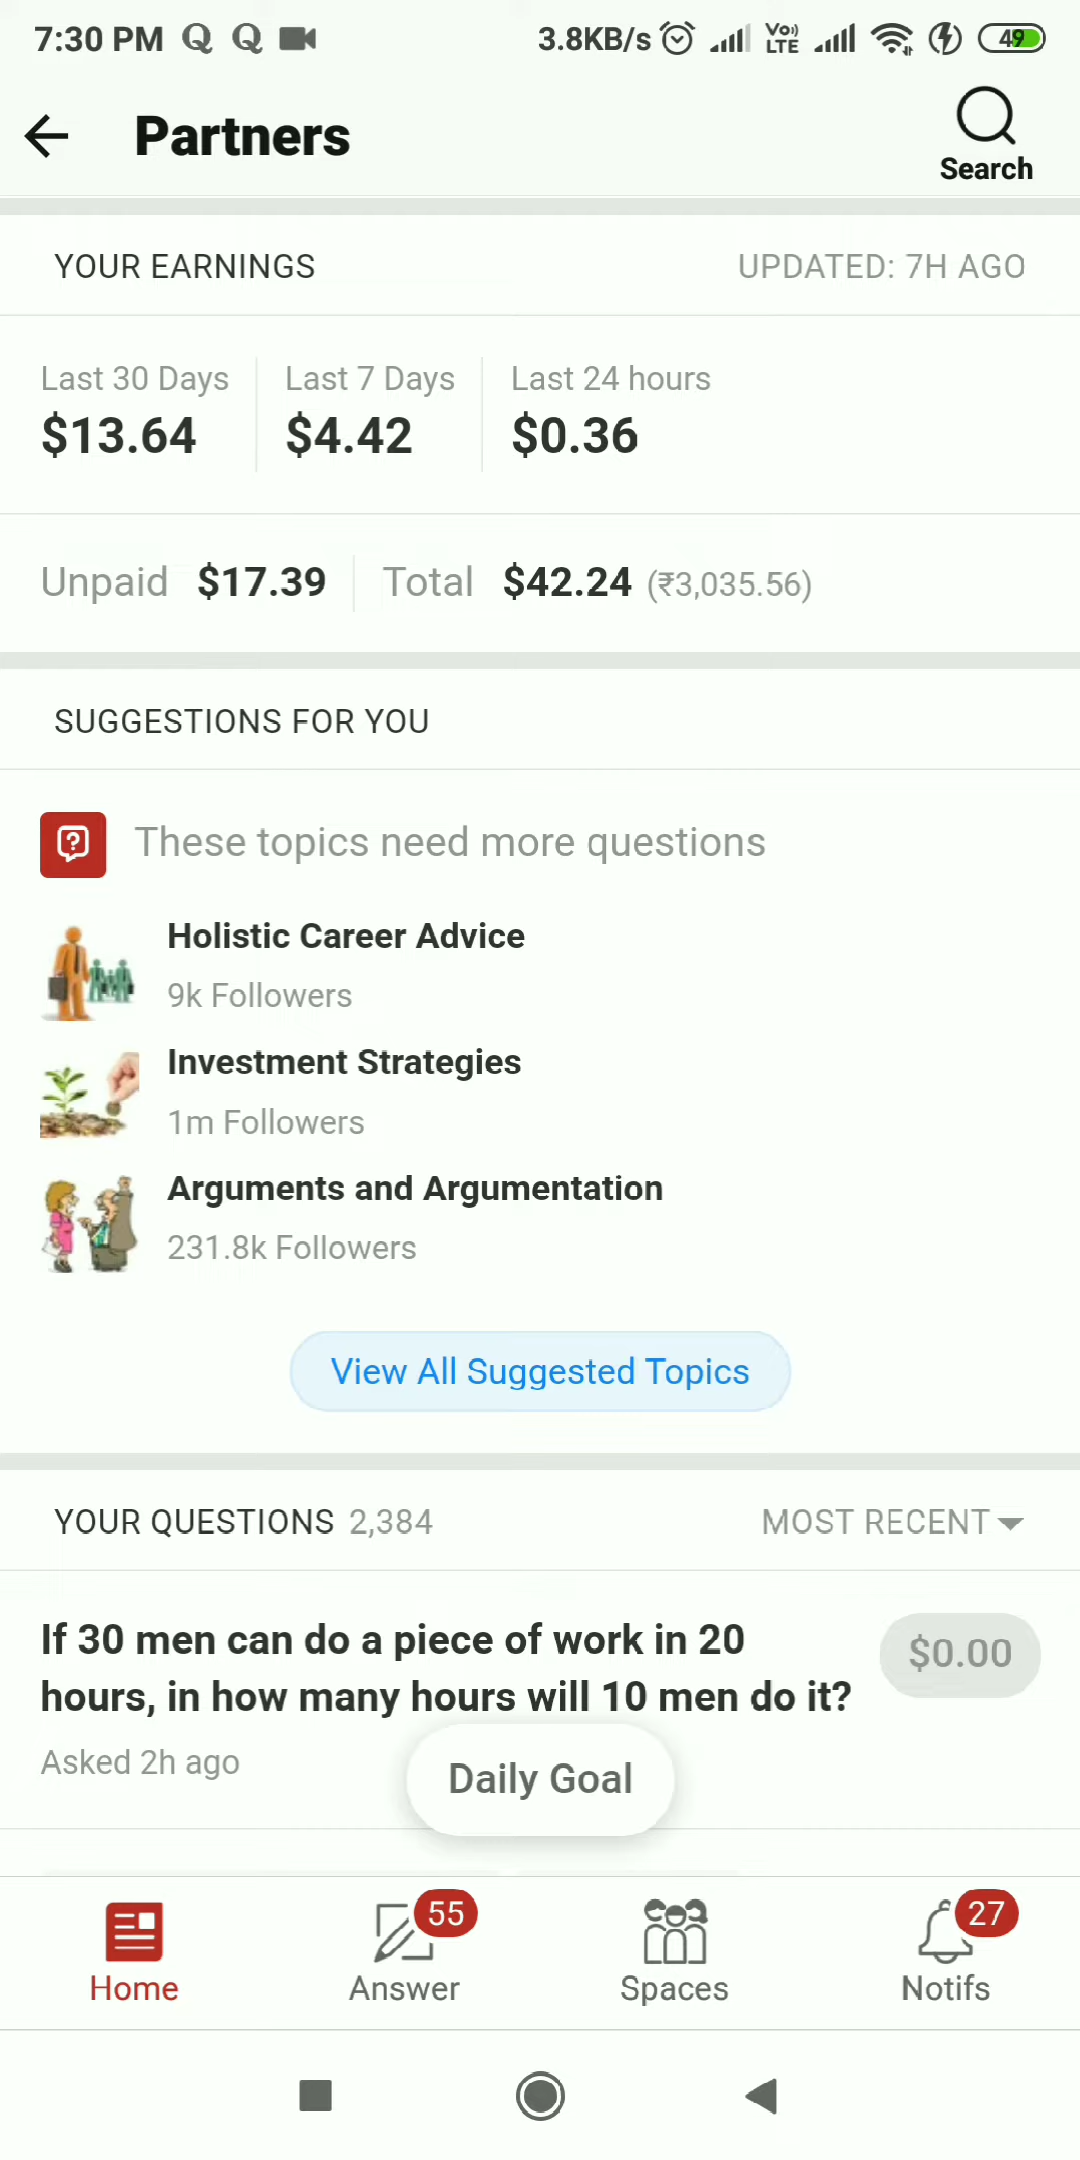 7:30 PM Q Q 3.8KB/s Vo)) LTE 49
Partners
Search
YOUR EARNINGS UPDATED: 7H AGO
Last 30 Days Last 7 Days Last 24 hours
$13.64 $4.42 $0.36
Unpaid $17.39 Total $42.24 (₹3,035.56)
SUGGESTIONS FOR YOU
These topics need more questions
Holistic Career Advice
9k Followers
Investment Strategies
1m Followers
Arguments and Argumentation
231.8k Followers
View All Suggested Topics
YOUR QUESTIONS 2,384 MOST RECENT
If 30 men can do a piece of work in 20 $0.00
hours, in how many hours will 10 men do it?
Asked 2h ago
Daily Goal
55 27
Home Answer Spaces Notifs